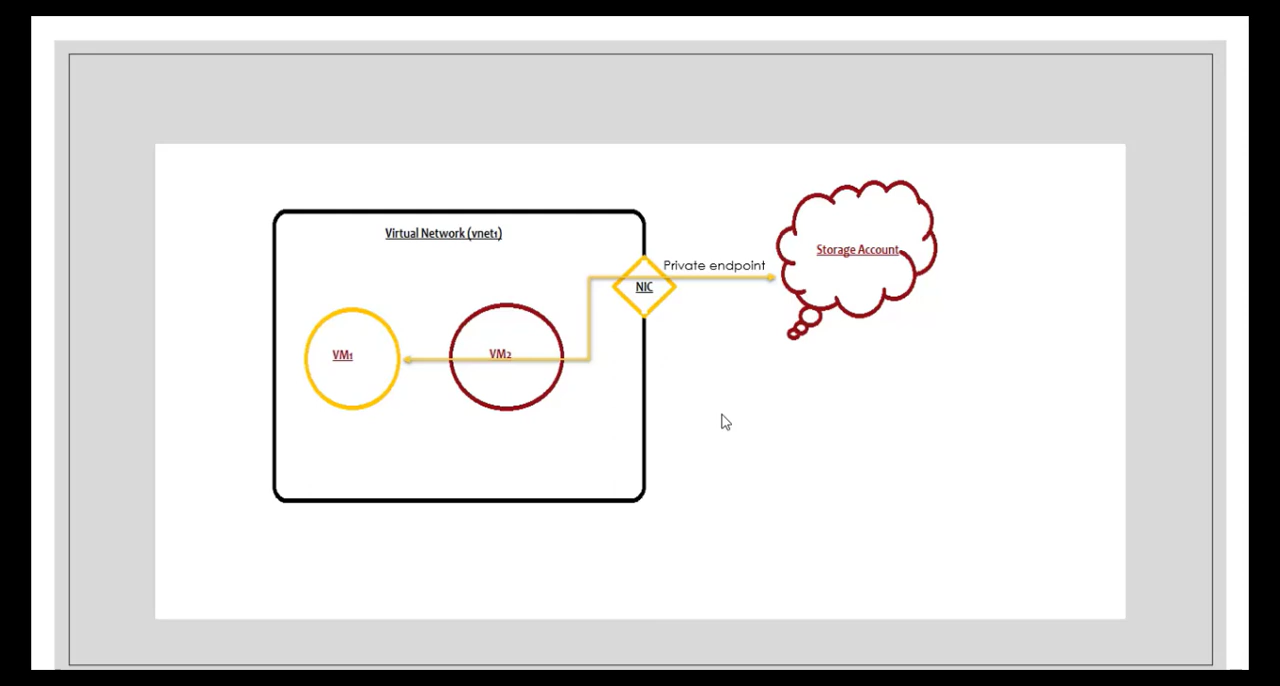 Virtual Network (vnet1)
Storage Account
Private endpoint
NIC
VM1
VM2